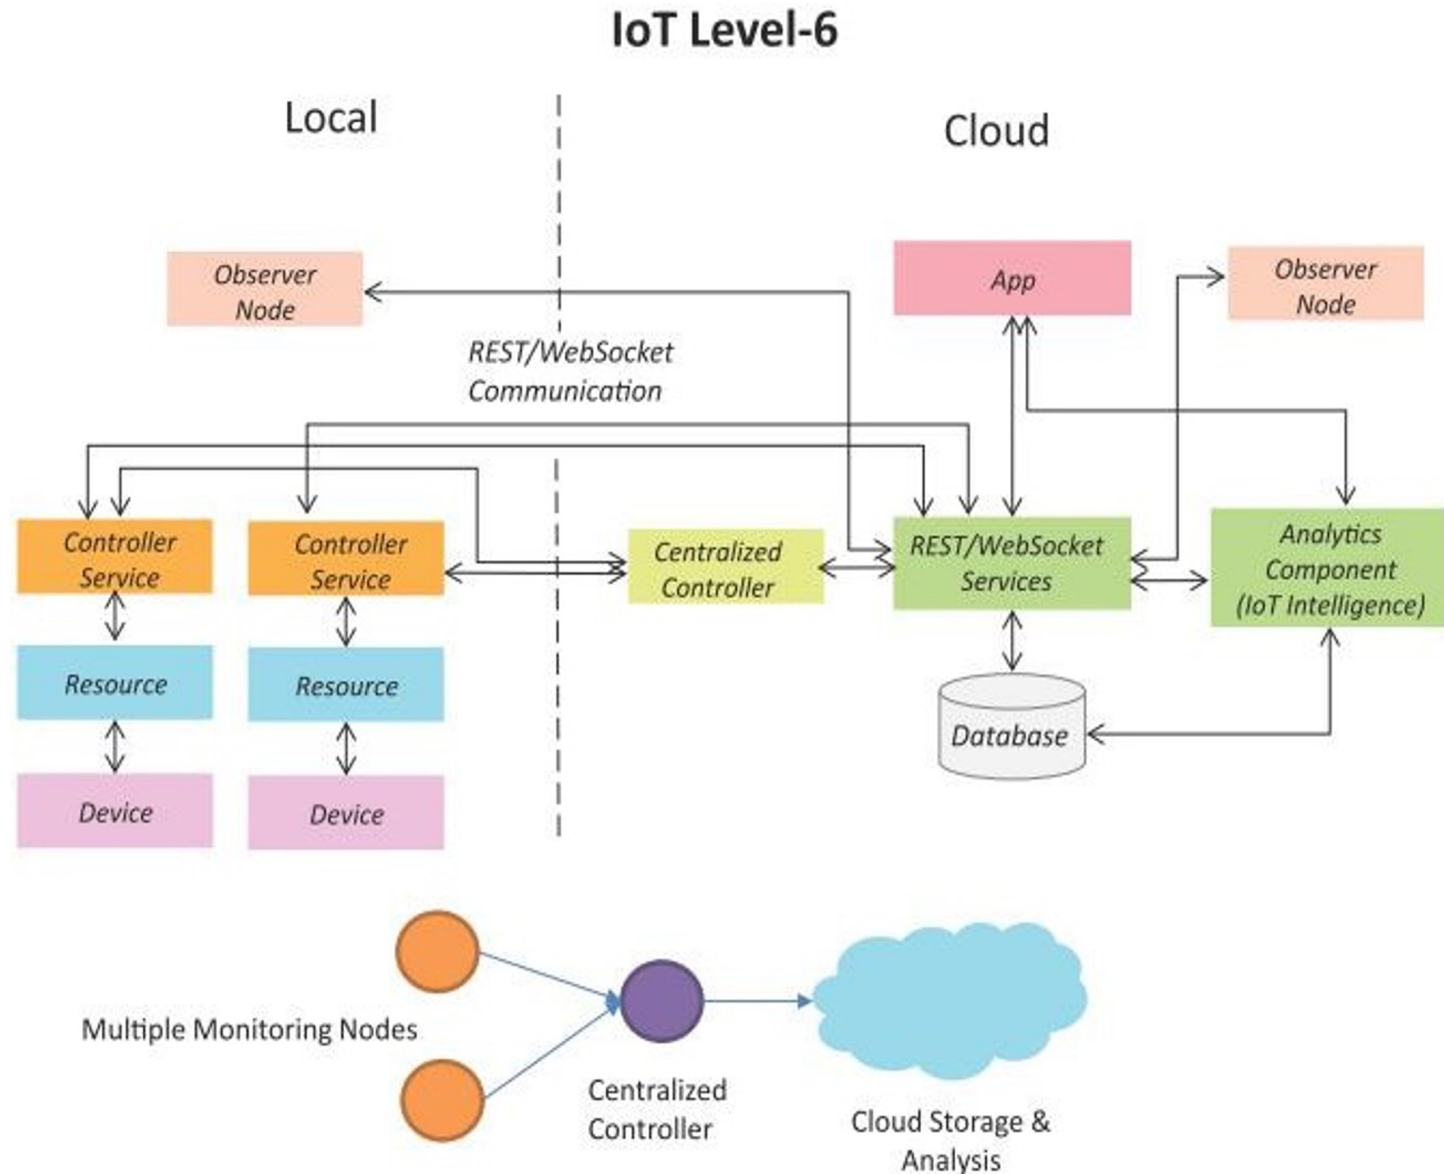 IoT Level-6
Local
Cloud
Observer
Node
App
Observer
Node
REST/WebSocket
Communication
Controller
Service
Controller
Service
Centralized
Controller
REST/WebSocket
Services
Analytics
Component
(IoT Intelligence)
Resource
Resource
Database
Device
Device
Multiple Monitoring Nodes
Centralized
Controller
Cloud Storage &
Analysis